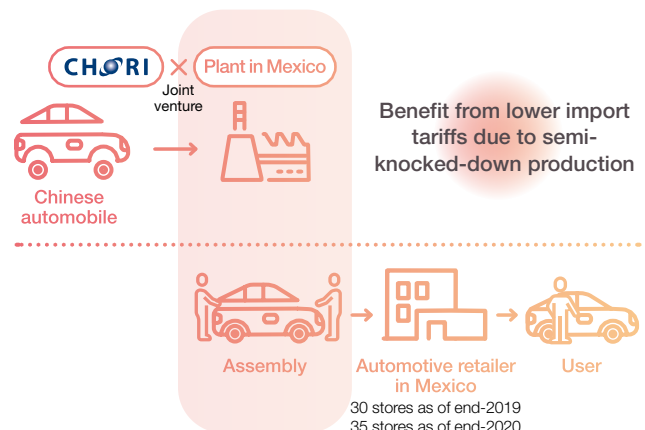 CHORI
Plant in Mexico
Joint
venture
Benefit from lower import
tariffs due to semi-
knocked-down production
Chinese
automobile
Assembly
Automotive retailer
in Mexico
User
30 stores as of end-2019
35 stores as of end-2020